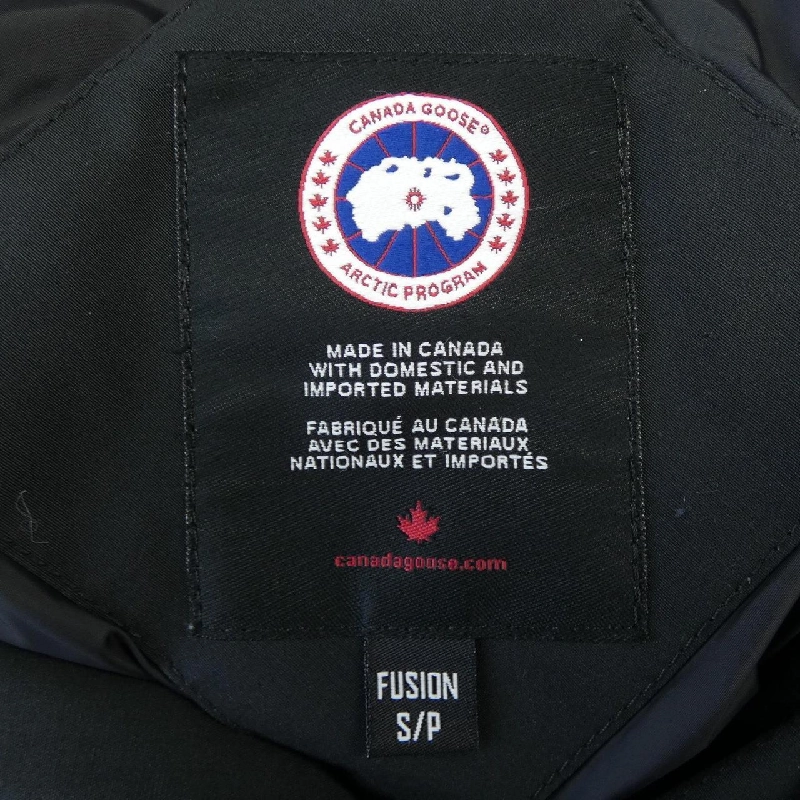 CANADA GOOSE®
ARCTIC PROGRAM
MADE IN CANADA
WITH DOMESTIC AND
IMPORTED MATERIALS
FABRIQUÉ AU CANADA
AVEC DES MATERIAUX
NATIONAUX ET IMPORTÉS
canadagouse.com
FUSION
S/P